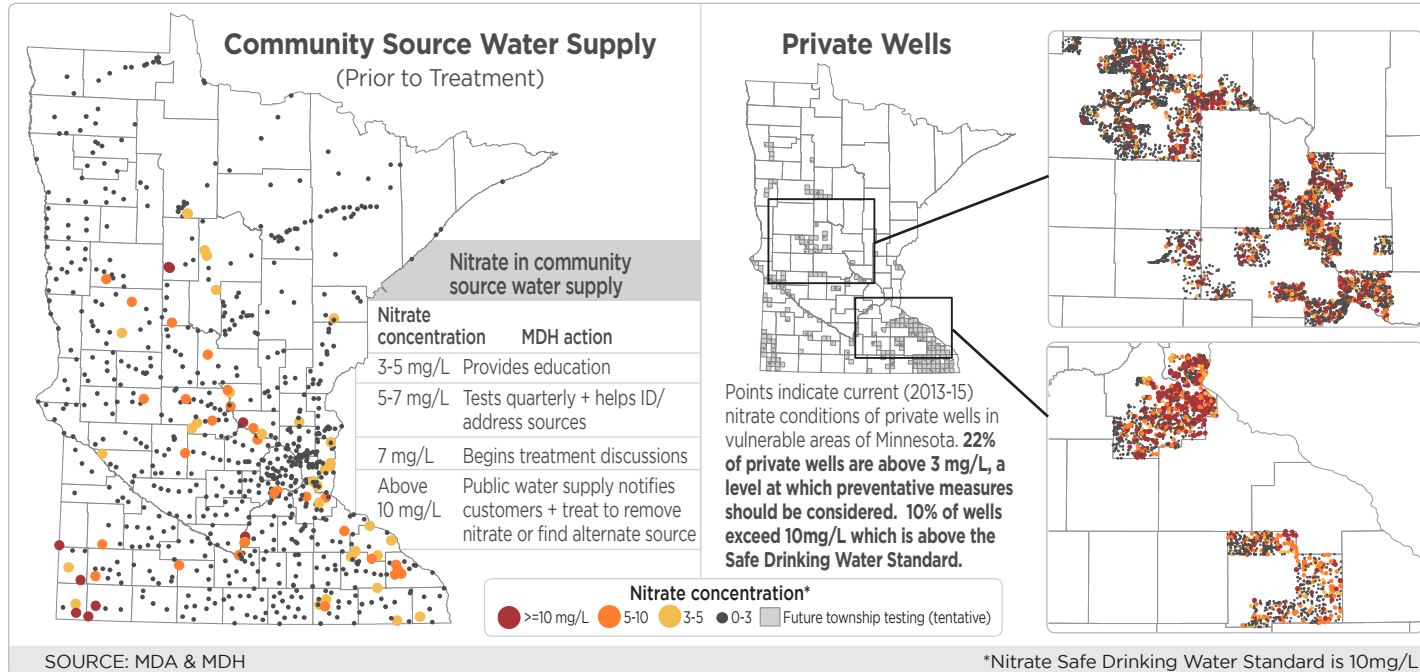 Community Source Water Supply
(Prior to Treatment)
Nitrate in community
source water supply
Nitrate
concentration MDH action
3-5 mg/L Provides education
5-7 mg/L Tests quarterly + helps ID/
address sources
7 mg/L Begins treatment discussions
Above
10 mg/L
Public water supply notifies
customers + treat to remove
nitrate or find alternate source
Private Wells
Points indicate current (2013-15)
nitrate conditions of private wells in
vulnerable areas of Minnesota. 22%
of private wells are above 3 mg/L, a
level at which preventative measures
should be considered. 10% of wells
exceed 10mg/L which is above the
Safe Drinking Water Standard.
Nitrate concentration*
>=10 mg/L 5-10 3-5 0-3 Future township testing (tentative)
SOURCE: MDA & MDH
*Nitrate Safe Drinking Water Standard is 10mg/L